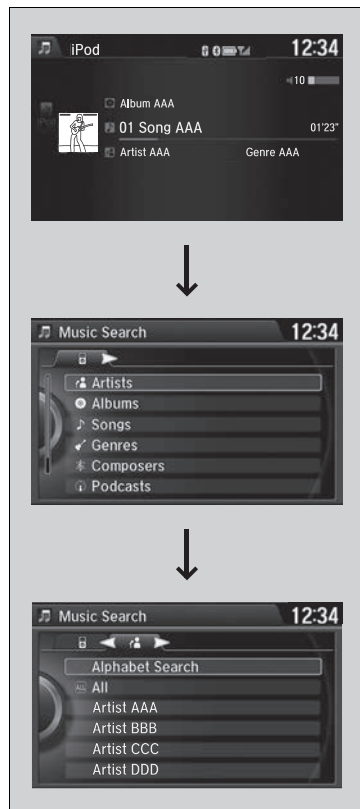 iPod 12:34
10
Album AAA
01 Song AAA 01'23"
Artist AAA Genre AAA
Music Search 12:34
Artists
Albums
Songs
Genres
Composers
Podcasts
Music Search 12:34
Alphabet Search
ALL All
Artist AAA
Artist BBB
Artist CCC
Artist DDD